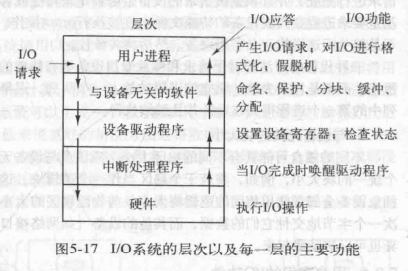 层次
I/O应答
I/O功能
I/O
请求
用户进程
产生I/O请求，对I/O进行格
式化；假脱机
与设备无关的软件
命名、保护、分块、缓冲、
分配
设备驱动程序
设置设备寄存器；检查状态
中断处理程序
当I/O完成时唤醒驱动程序
硬件
执行I/O操作
图5-17 I/O系统的层次以及每一层的主要功能